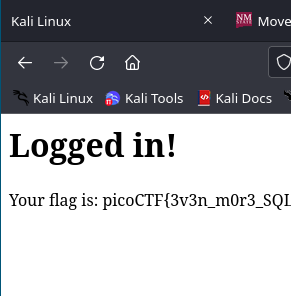 Kali Linux
Move
Kali Linux Kali Tools Kali Docs
Logged in!
Your flag is: picoCTF{3v3n_m0r3_SQL